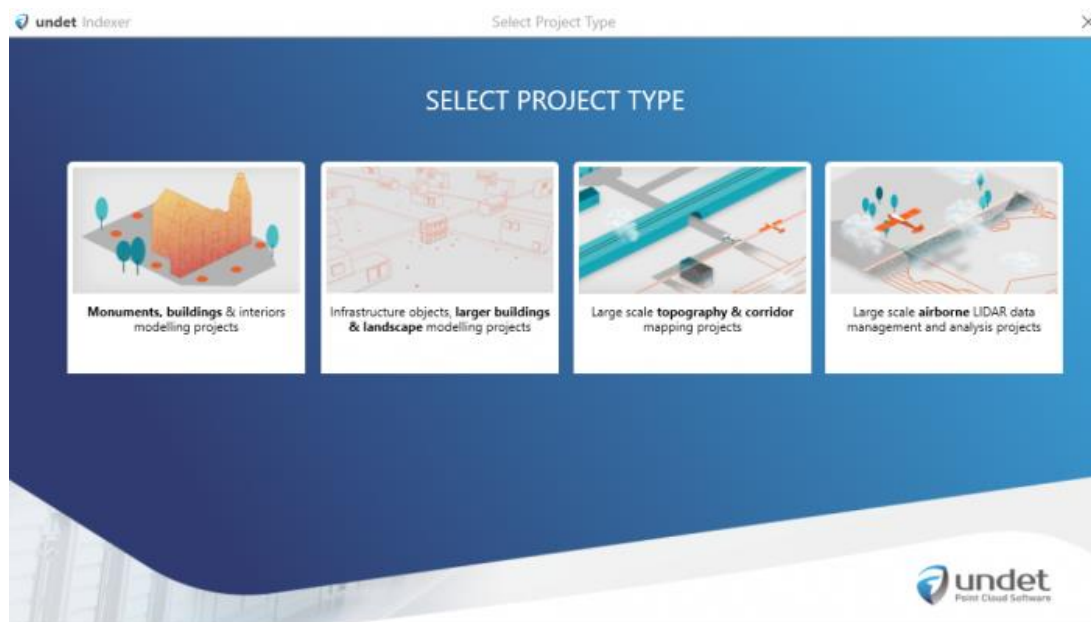 undet Indexer
Select Project Type
SELECT PROJECT TYPE
Monuments, buildings & interiors
modelling projects
Infrastructure objects, larger buildings
& landscape modelling projects
Large scale topography & corridor
mapping projects
Large scale airborne LIDAR data
management and analysis projects
undet
Point Cloud Software